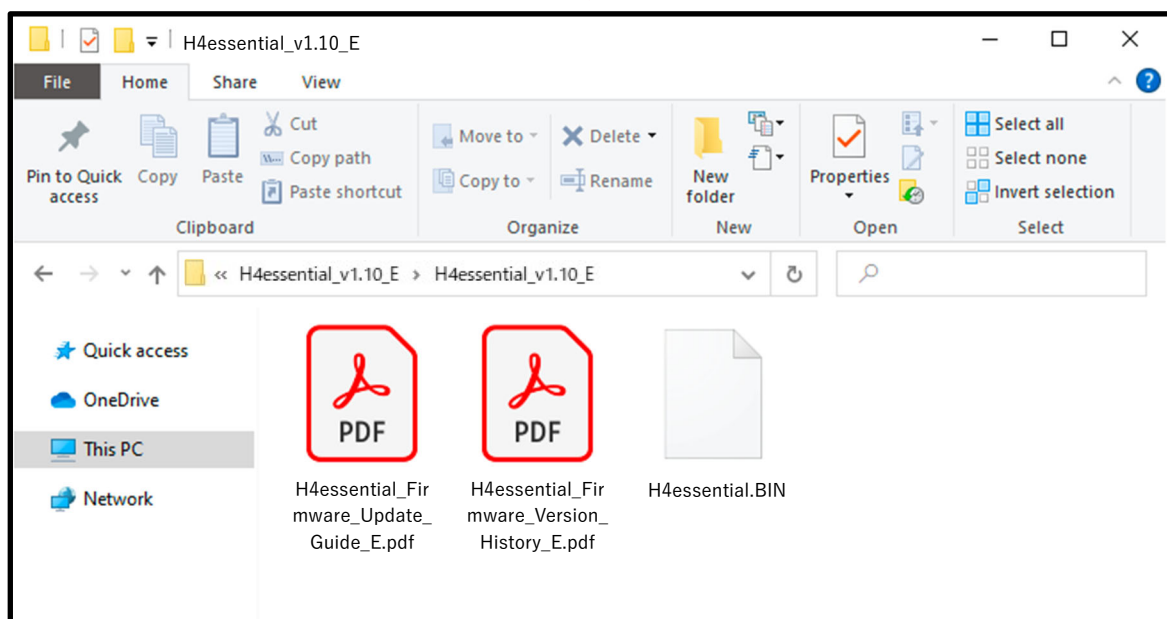 H4essential_v1.10_E
File Home Share View
?
Pin to Quick access
Copy
Paste
Cut
Copy path
Paste shortcut
Clipboard
Move to
Copy to
Delete
Rename
Organize
New folder
New
Properties
Open
Select all
Select none
Invert selection
Select
« H4essential_v1.10_E > H4essential_v1.10_E
Quick access
OneDrive
This PC
Network
PDF
H4essential_Fir
mware_Update_
Guide_E.pdf
PDF
H4essential_Fir
mware_Version_
History_E.pdf
H4essential.BIN